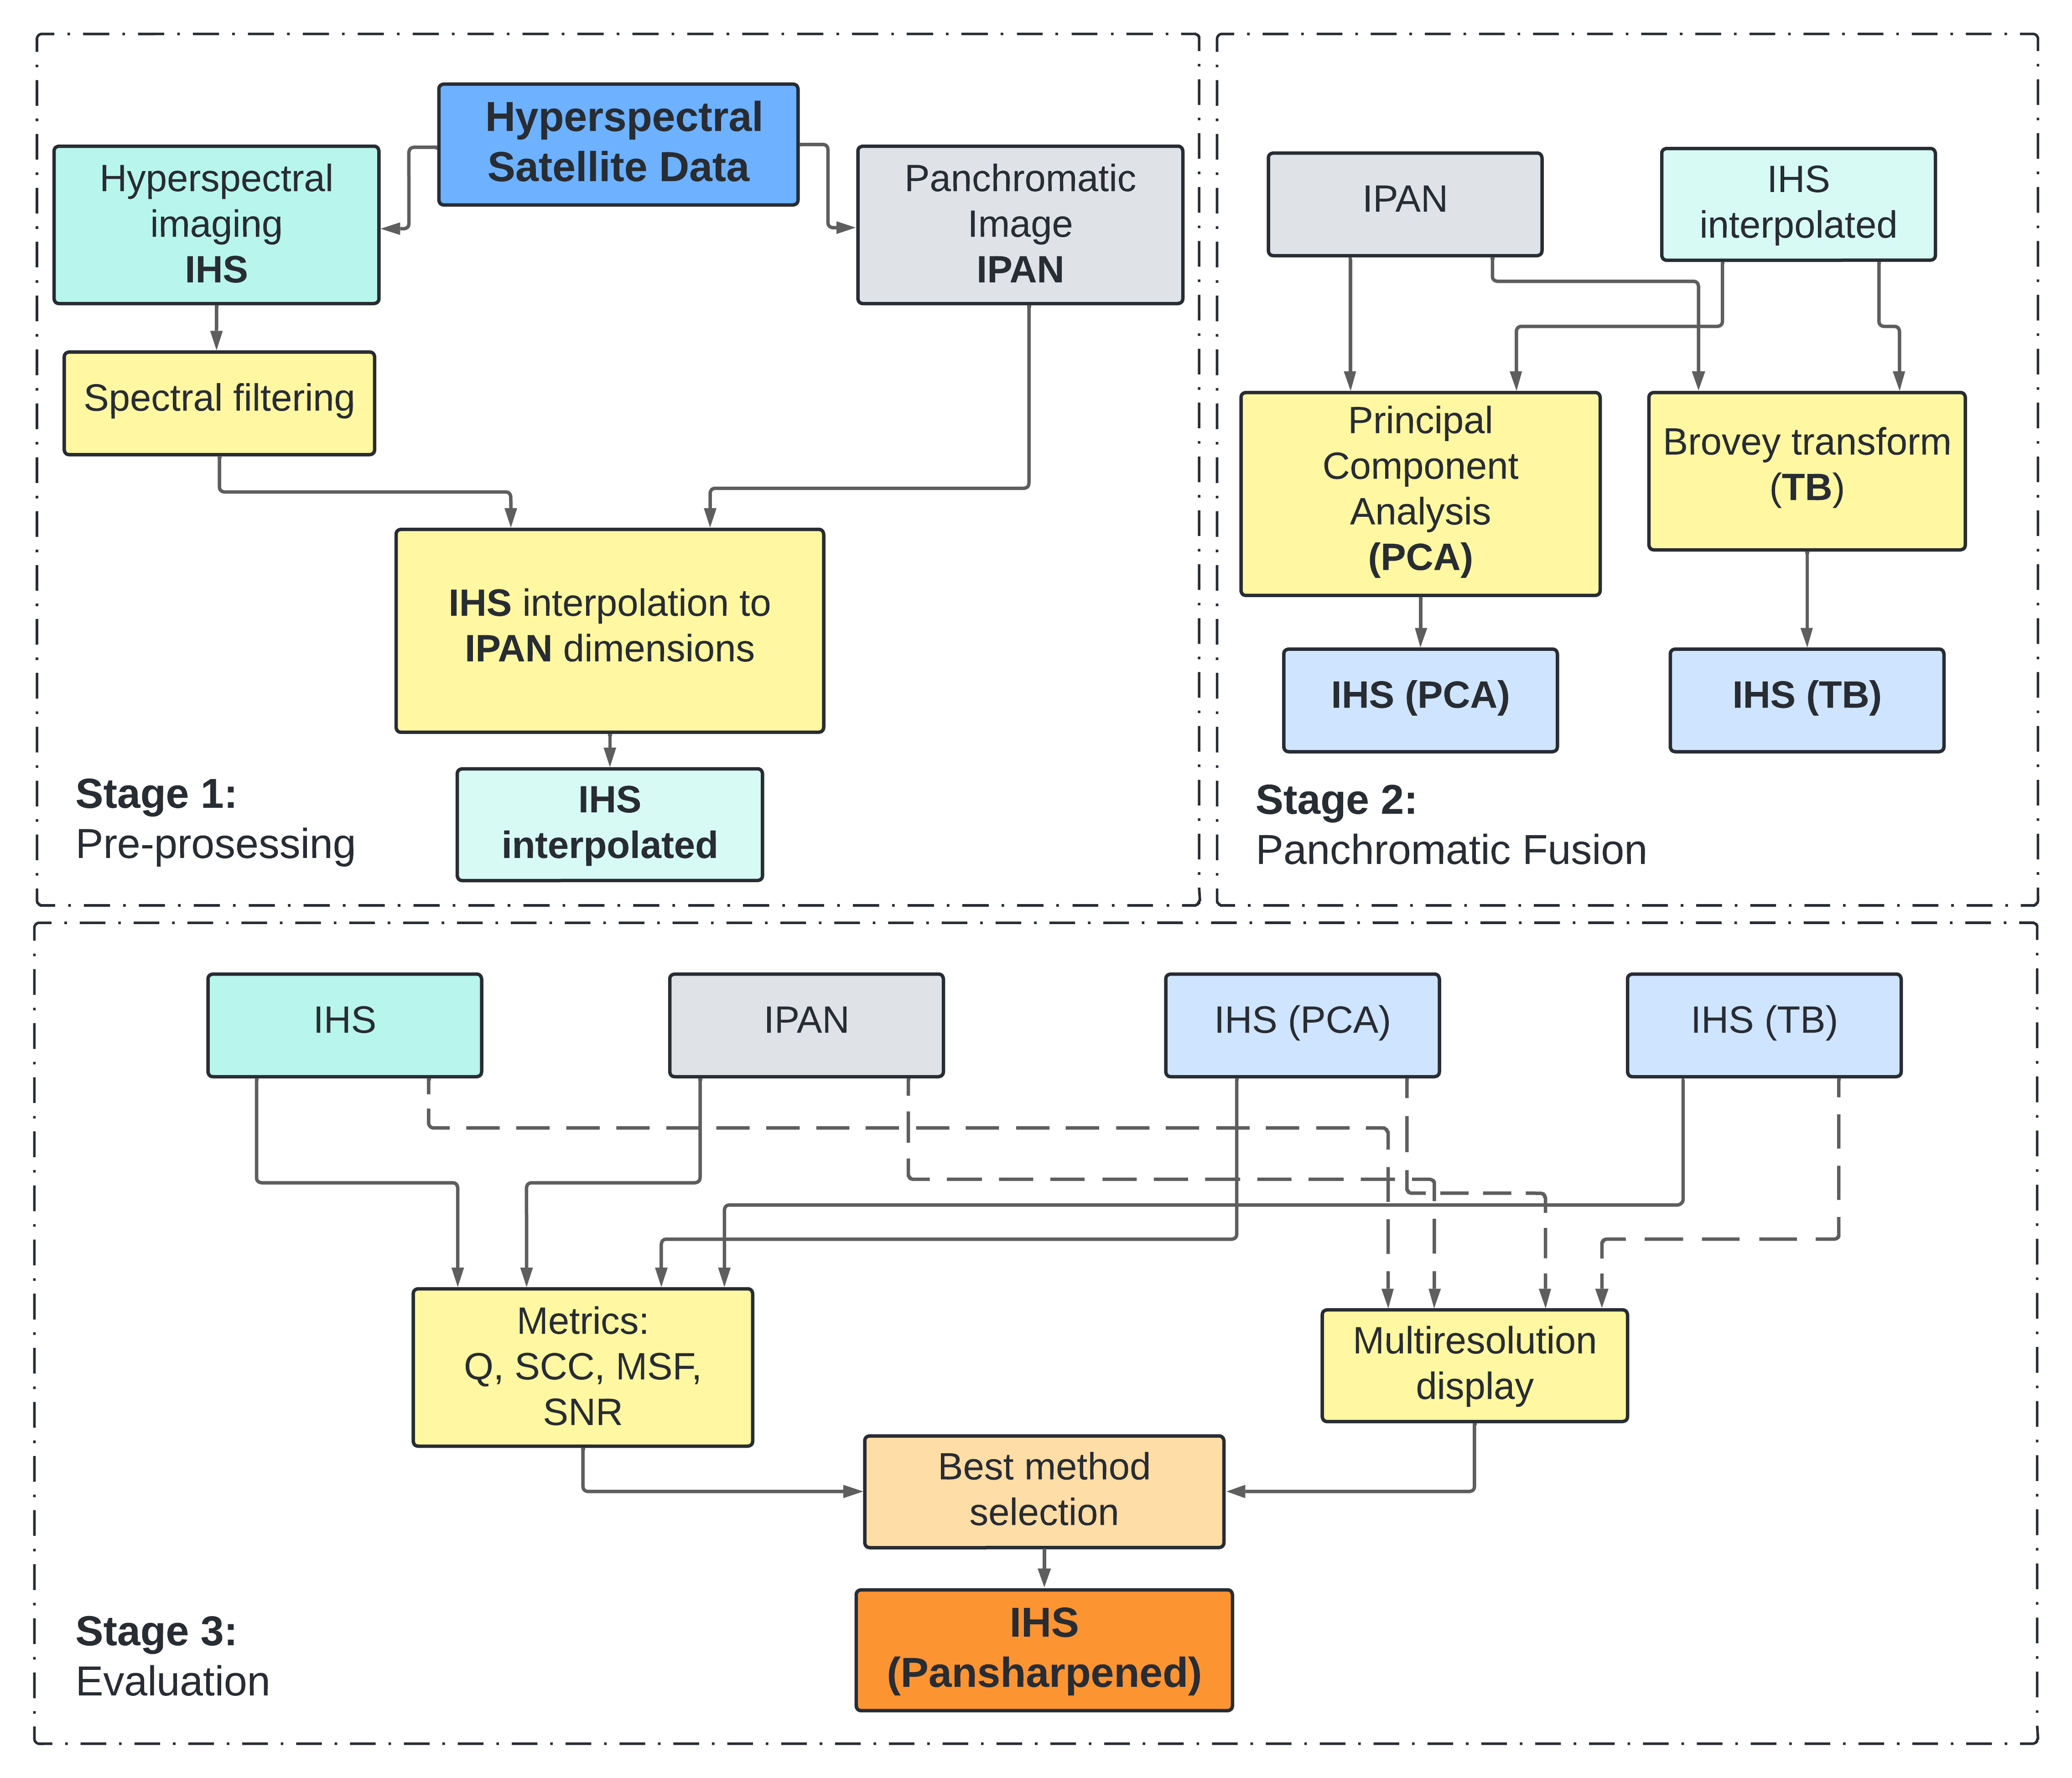 Hyperspectral
Satellite Data
Hyperspectral
imaging
IHS
Panchromatic
Image
IPAN
Spectral filtering
IHS interpolation to
IPAN dimensions
IHS
interpolated
Stage 1:
Pre-prosessing
IPAN
IHS
interpolated
Principal
Component
Analysis
(PCA)
Brovey transform
(TB)
IHS (PCA)
IHS (TB)
Stage 2:
Panchromatic Fusion
IHS
IPAN
IHS (PCA)
IHS (TB)
Metrics:
Q, SCC, MSF,
SNR
Multiresolution
display
Best method
selection
IHS
(Pansharpened)
Stage 3:
Evaluation